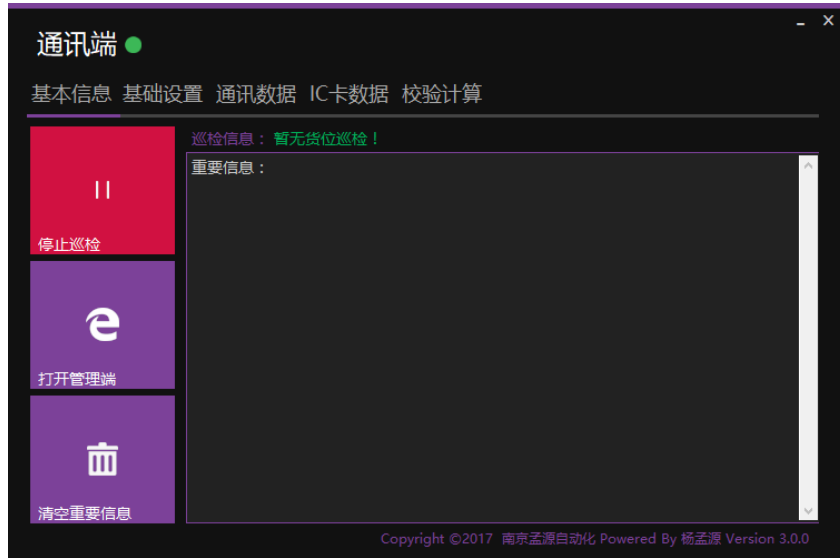 通讯端
基本信息 基础设置 通讯数据 IC卡数据 校验计算
巡检信息： 暂无货位巡检！
重要信息：
停止巡检
打开管理端
清空重要信息
Copyright ©2017 南京孟源自动化 Powered By 杨孟源 Version 3.0.0